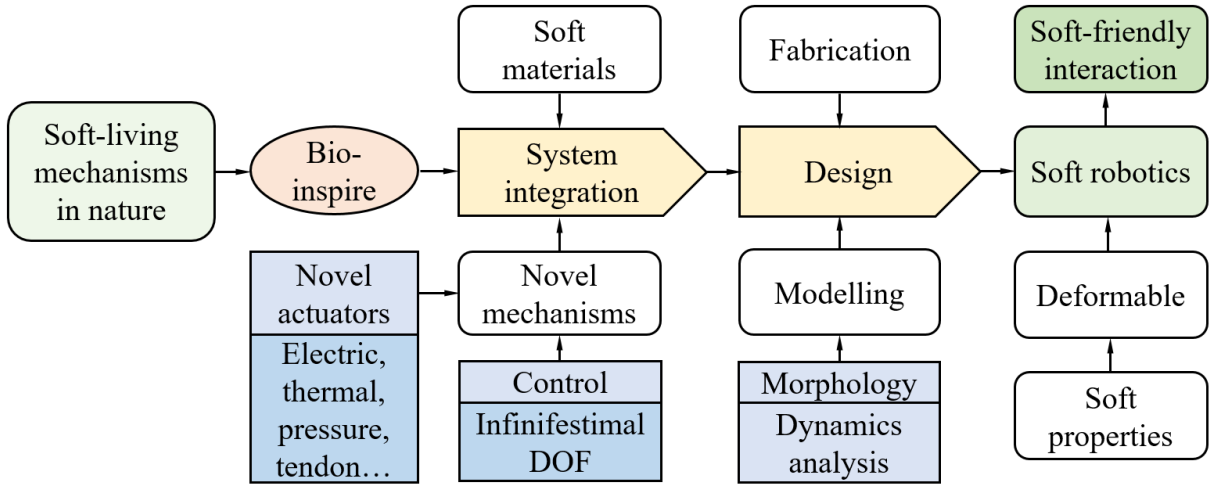 Soft-living
mechanisms
in nature
Bio-
inspire
Soft
materials
System
integration
Novel
actuators
Electric,
thermal,
pressure,
tendon...
Novel
mechanisms
Control
Infinifestimal
DOF
Fabrication
Design
Modelling
Morphology
Dynamics
analysis
Soft-friendly
interaction
Soft robotics
Deformable
Soft
properties